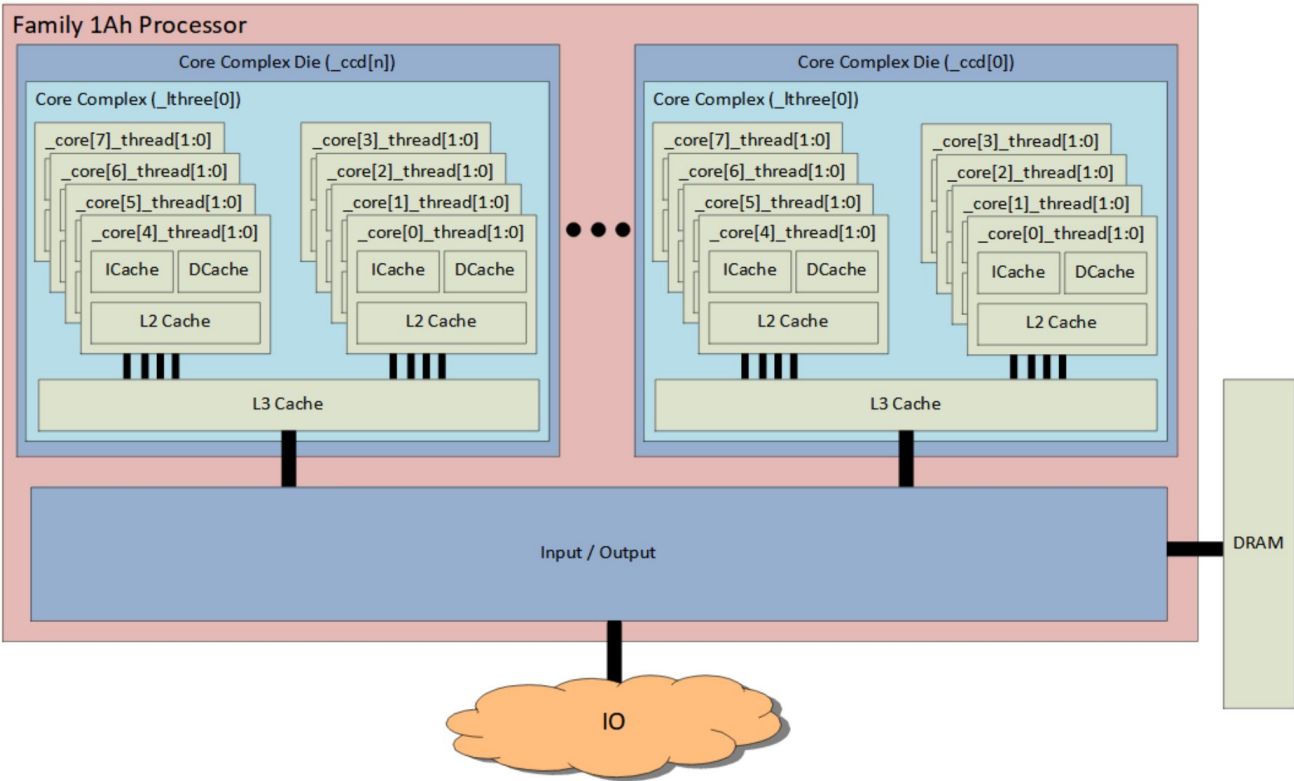 Family 1Ah Processor
Core Complex Die (_ccd[n])
Core Complex (_lthree[0])
_core[7]_thread[1:0]
_core[6]_thread[1:0]
_core[5]_thread[1:0]
_core[4]_thread[1:0]
ICache
DCache
L2 Cache
_core[3]_thread[1:0]
_core[2]_thread[1:0]
_core[1]_thread[1:0]
_core[0]_thread[1:0]
ICache
DCache
L2 Cache
L3 Cache
Core Complex Die (_ccd[0])
Core Complex (_lthree[0])
_core[7]_thread[1:0]
_core[6]_thread[1:0]
_core[5]_thread[1:0]
_core[4]_thread[1:0]
ICache
DCache
L2 Cache
_core[3]_thread[1:0]
_core[2]_thread[1:0]
_core[1]_thread[1:0]
_core[0]_thread[1:0]
ICache
DCache
L2 Cache
L3 Cache
Input / Output
DRAM
IO